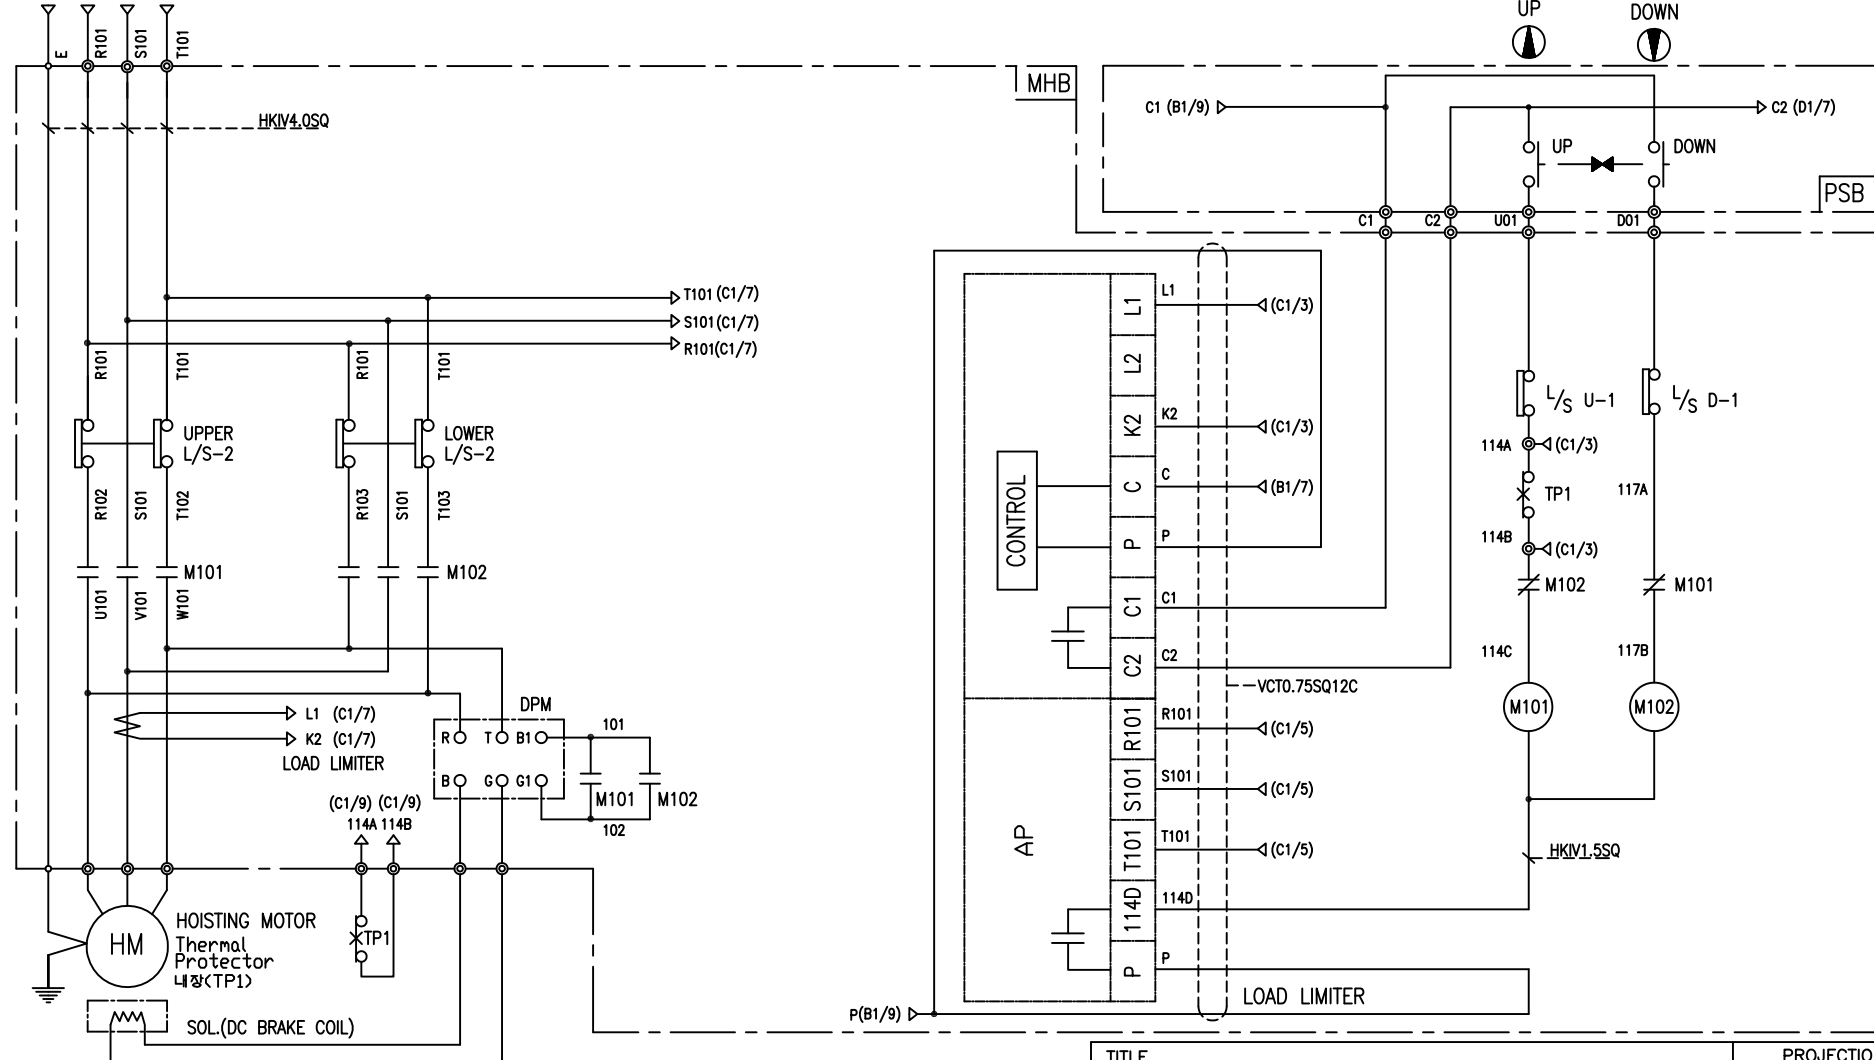 UP
DOWN
E
R101
S101
T101
MHB
C1 (B1/9)
C2 (D1/7)
HKIV4.0SQ
UP
DOWN
PSB
C1
C2
U01
D01
T101 (C1/7)
S101(C1/7)
R101(C1/7)
R101
T101
R101
T101
UPPER
L/S-2
LOWER
L/S-2
R102
S101
T102
R103
S101
T103
M101
M102
U101
V101
W101
L1 (C1/7)
K2 (C1/7)
LOAD LIMITER
DPM
R
T
B1
B
G
G1
101
M101
M102
102
(C1/9) (C1/9)
114A 114B
TP1
HM
HOISTING MOTOR
Thermal
Protector
내장(TP1)
SOL.(DC BRAKE COIL)
CONTROL
AP
L1
L1
(C1/3)
L2
K2
K2
(C1/3)
C
C
(B1/7)
P
P
C1
C1
C2
C2
VCT0.75SQ12C
R101
R101
(C1/5)
S101
S101
(C1/5)
T101
T101
(C1/5)
114D
114D
P
P
LOAD LIMITER
P(B1/9)
L/S U-1
L/S D-1
114A
(C1/3)
TP1
117A
114B
(C1/3)
M102
M101
114C
117B
M101
M102
HKIV1.5SQ
TITLE
PROJECTIO